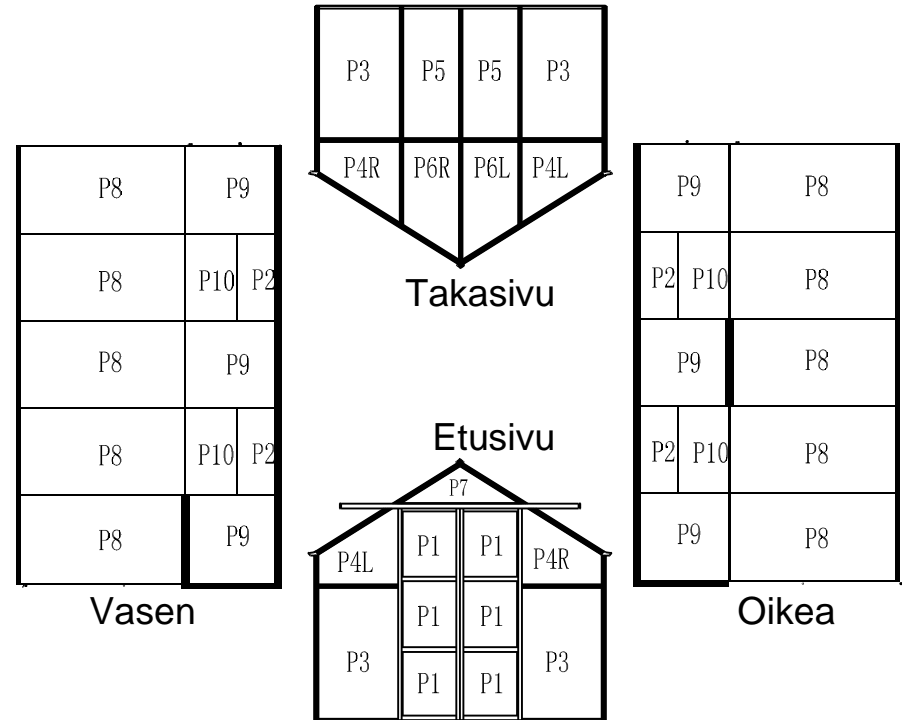 P3 P5 P5 P3
P4R P6R P6L P4L
Takasivu
P8 P9
P8 P10 P2
P8 P9
P8 P10 P2
P8 P9
Vasen
P9 P8
P2 P10 P8
P9 P8
P2 P10 P8
P9 P8
Oikea
Etusivu
P7
P4L P1 P1 P4R
P1 P1
P3 P3
P1 P1